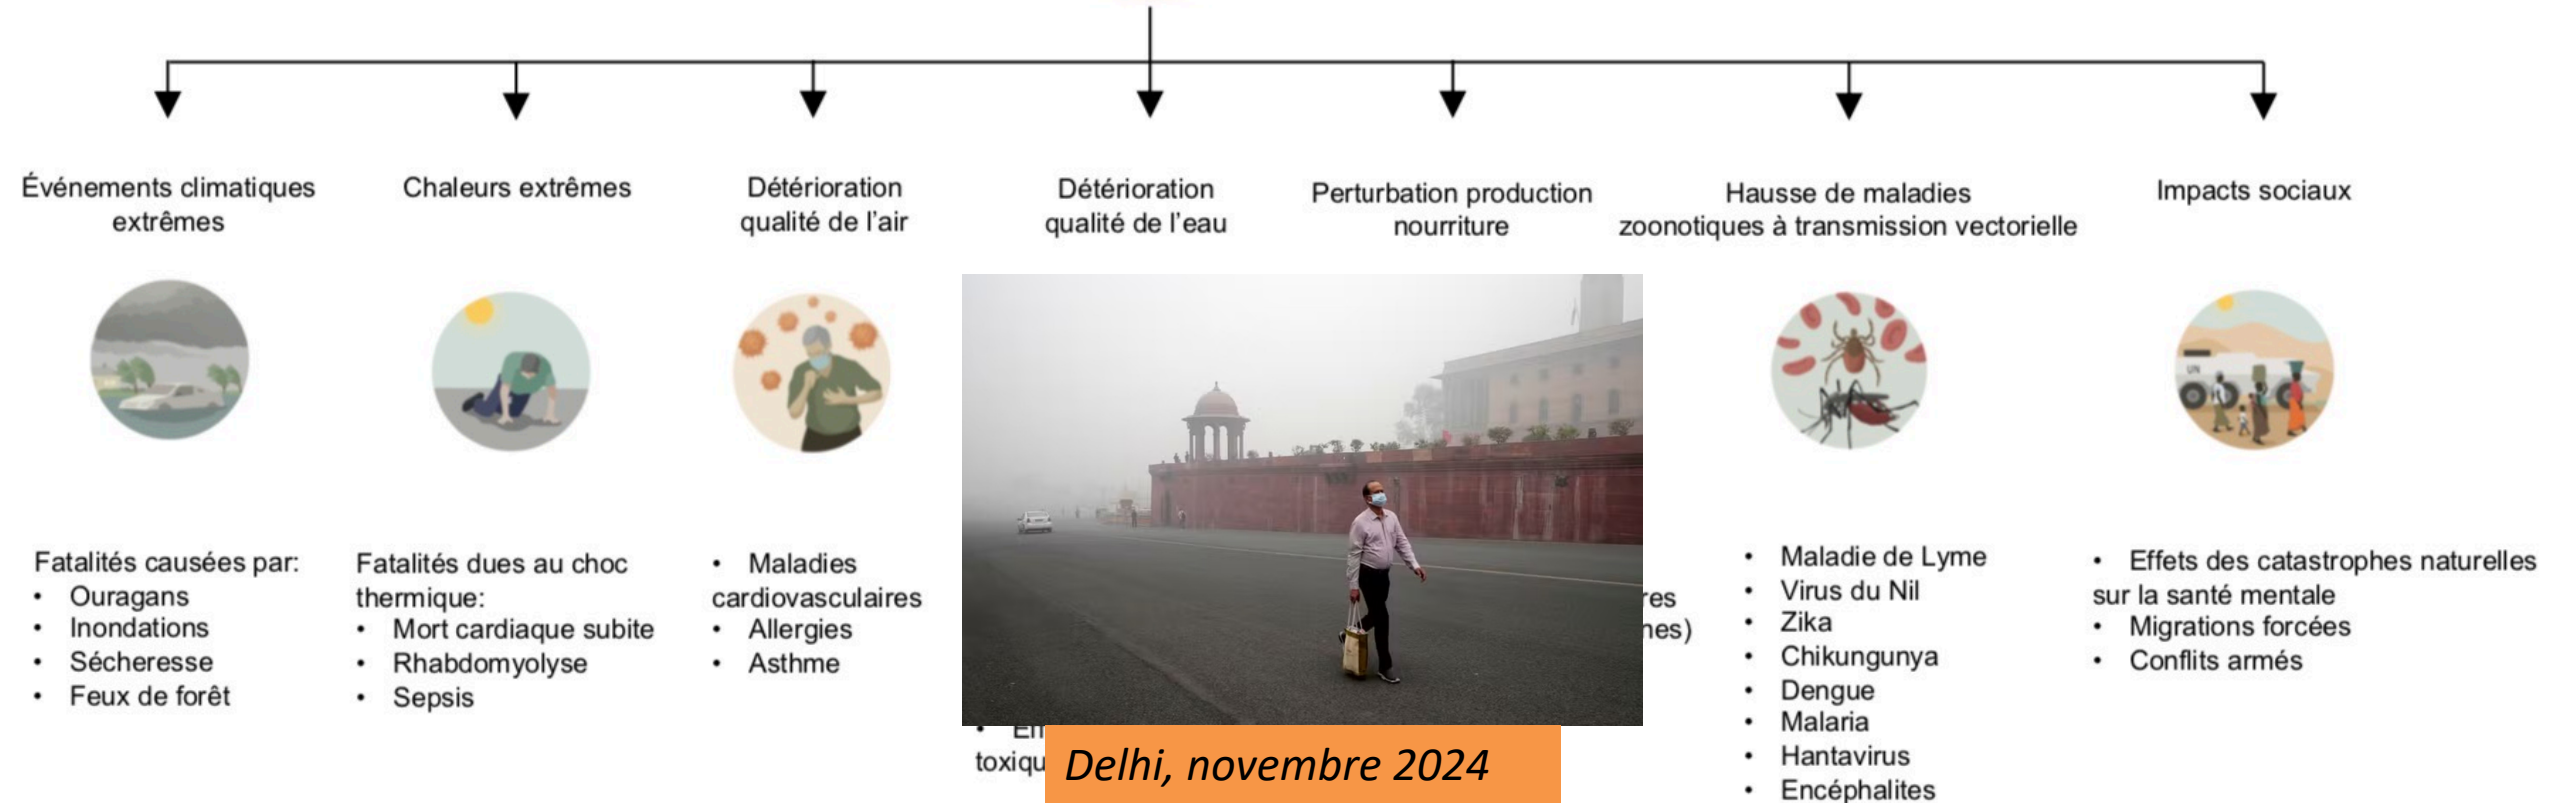 Événements climatiques
extrêmes
Chaleurs extrêmes
Détérioration
qualité de l'air
Détérioration
qualité de l'eau
Perturbation production
nourriture
Hausse de maladies
zoonotiques à transmission vectorielle
Impacts sociaux
UN
Fatalités causées par:
• Ouragans
• Inondations
• Sécheresse
• Feux de forêt
Fatalités dues au choc
thermique:
• Mort cardiaque subite
• Rhabdomyolyse
• Sepsis
• Maladies
cardiovasculaires
• Allergies
• Asthme
Delhi, novembre 2024
• Maladie de Lyme
• Virus du Nil
• Zika
• Chikungunya
• Dengue
• Malaria
• Hantavirus
• Encéphalites
• Effets des catastrophes naturelles
sur la santé mentale
• Migrations forcées
• Conflits armés